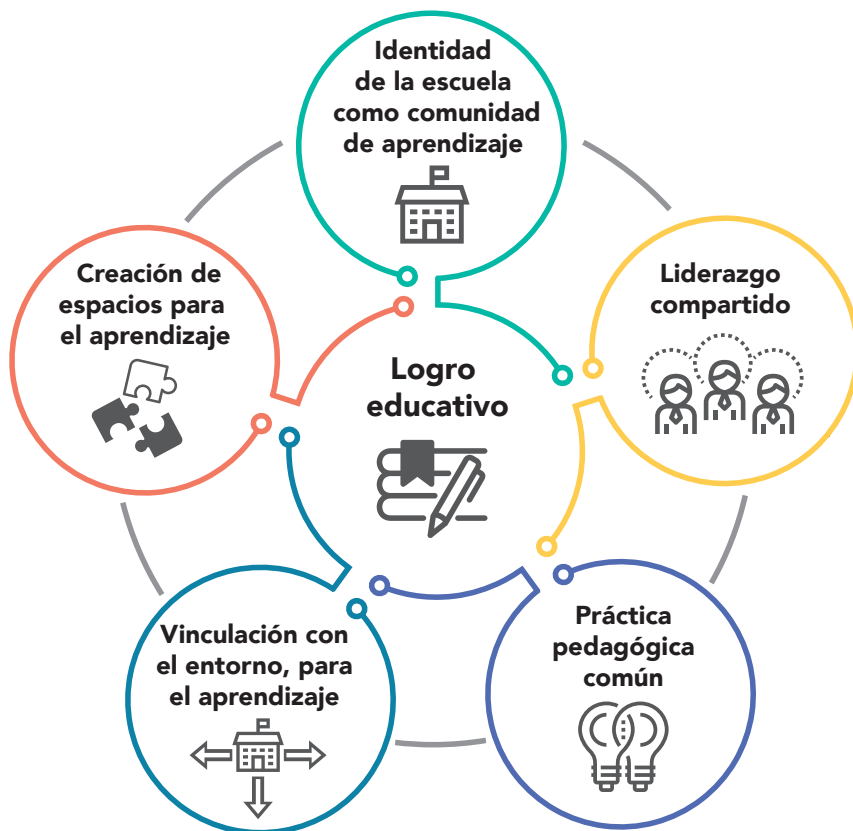 Identidad
de la escuela
como comunidad
de aprendizaje
Creación de
espacios para
el aprendizaje
Liderazgo
compartido
Logro
educativo
Vinculación con
el entorno, para
el aprendizaje
Práctica
pedagógica
común